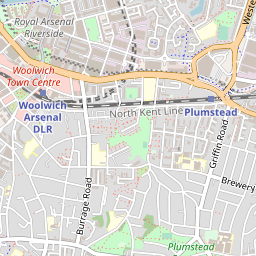 Royal Arsenal
Riverside
Weste
Woolwich
Town Centre
Woolwich
Arsenal
DLR
North Kent Line
Plumstead
Griffin Road
Burrage Road
Brewery
Plumstead